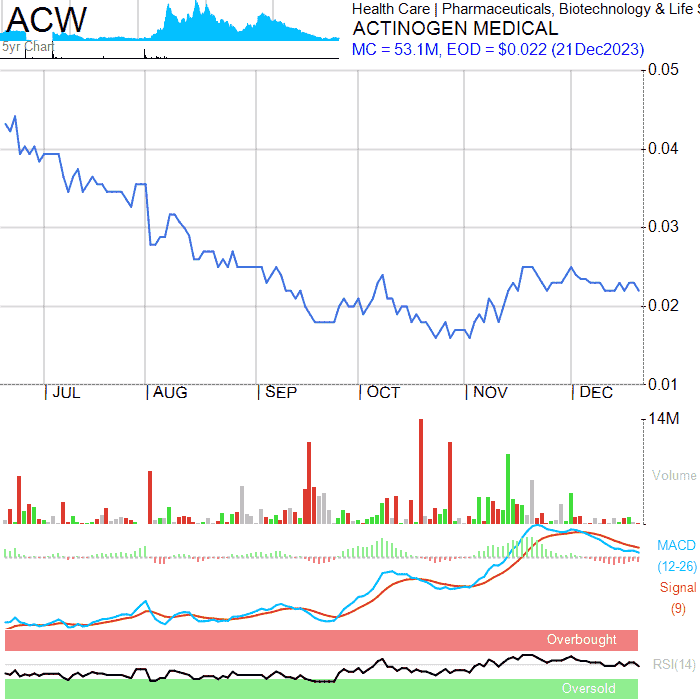 ACW
5yr Chart
Health Care | Pharmaceuticals, Biotechnology & Life S
ACTINOGEN MEDICAL
MC = 53.1M, EOD = $0.022 (21Dec2023)
0.05
0.04
0.03
0.02
0.01
JUL AUG SEP OCT NOV DEC
14M
Volume
MACD
(12-26)
Signal
(9)
Overbought
RSI(14)
Oversold